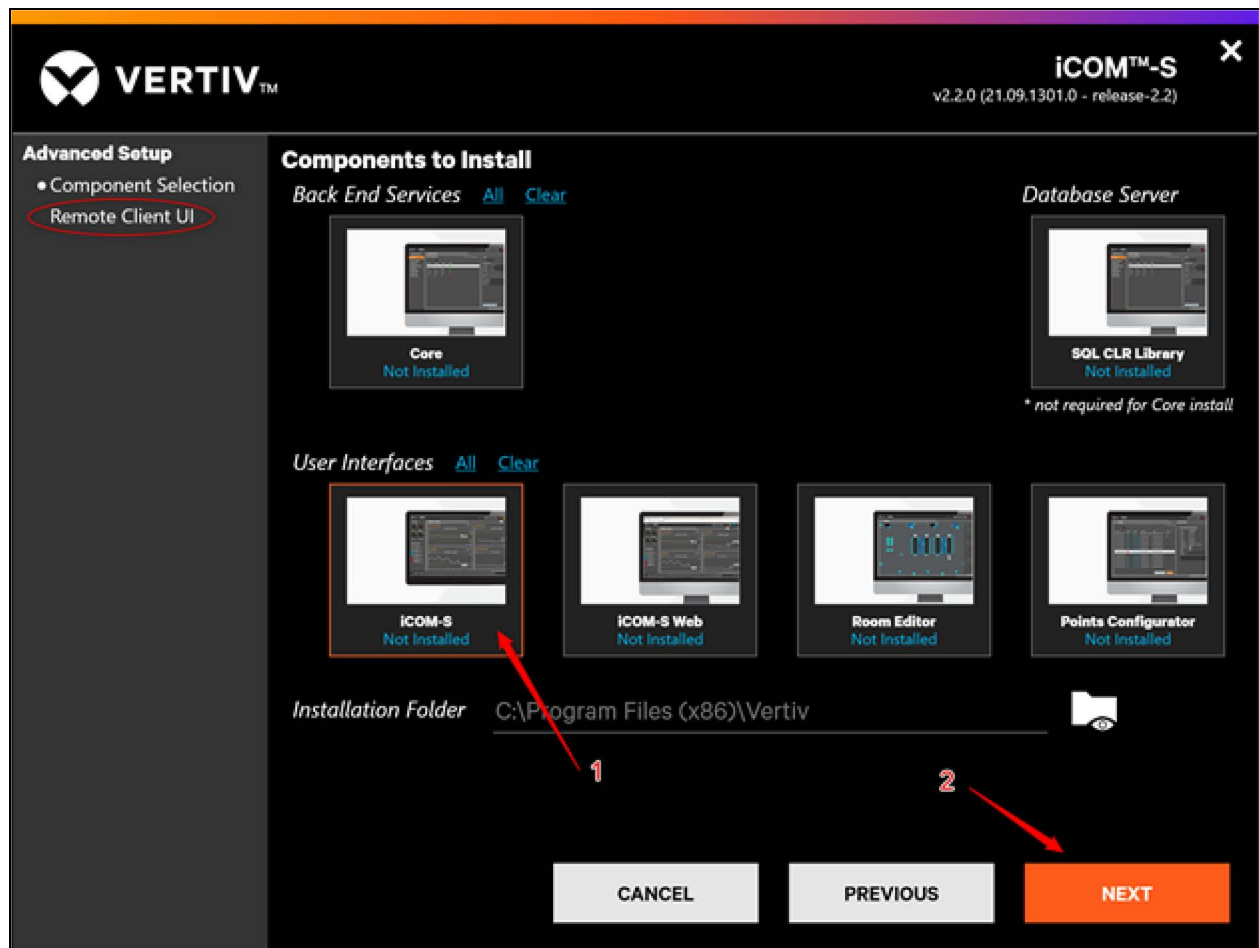 VERTIV™
iCOM™-S
v2.2.0 (21.09.1301.0 - release-2.2)
Advanced Setup
• Component Selection
Remote Client UI
Components to Install
Back End Services All Clear
Database Server
Core
Not Installed
SQL CLR Library
Not Installed
* not required for Core install
User Interfaces All Clear
iCOM-S
Not Installed
iCOM-S Web
Not Installed
Room Editor
Not Installed
Points Configurator
Not Installed
Installation Folder C:\Program Files (x86)\Vertiv
1
2
CANCEL
PREVIOUS
NEXT